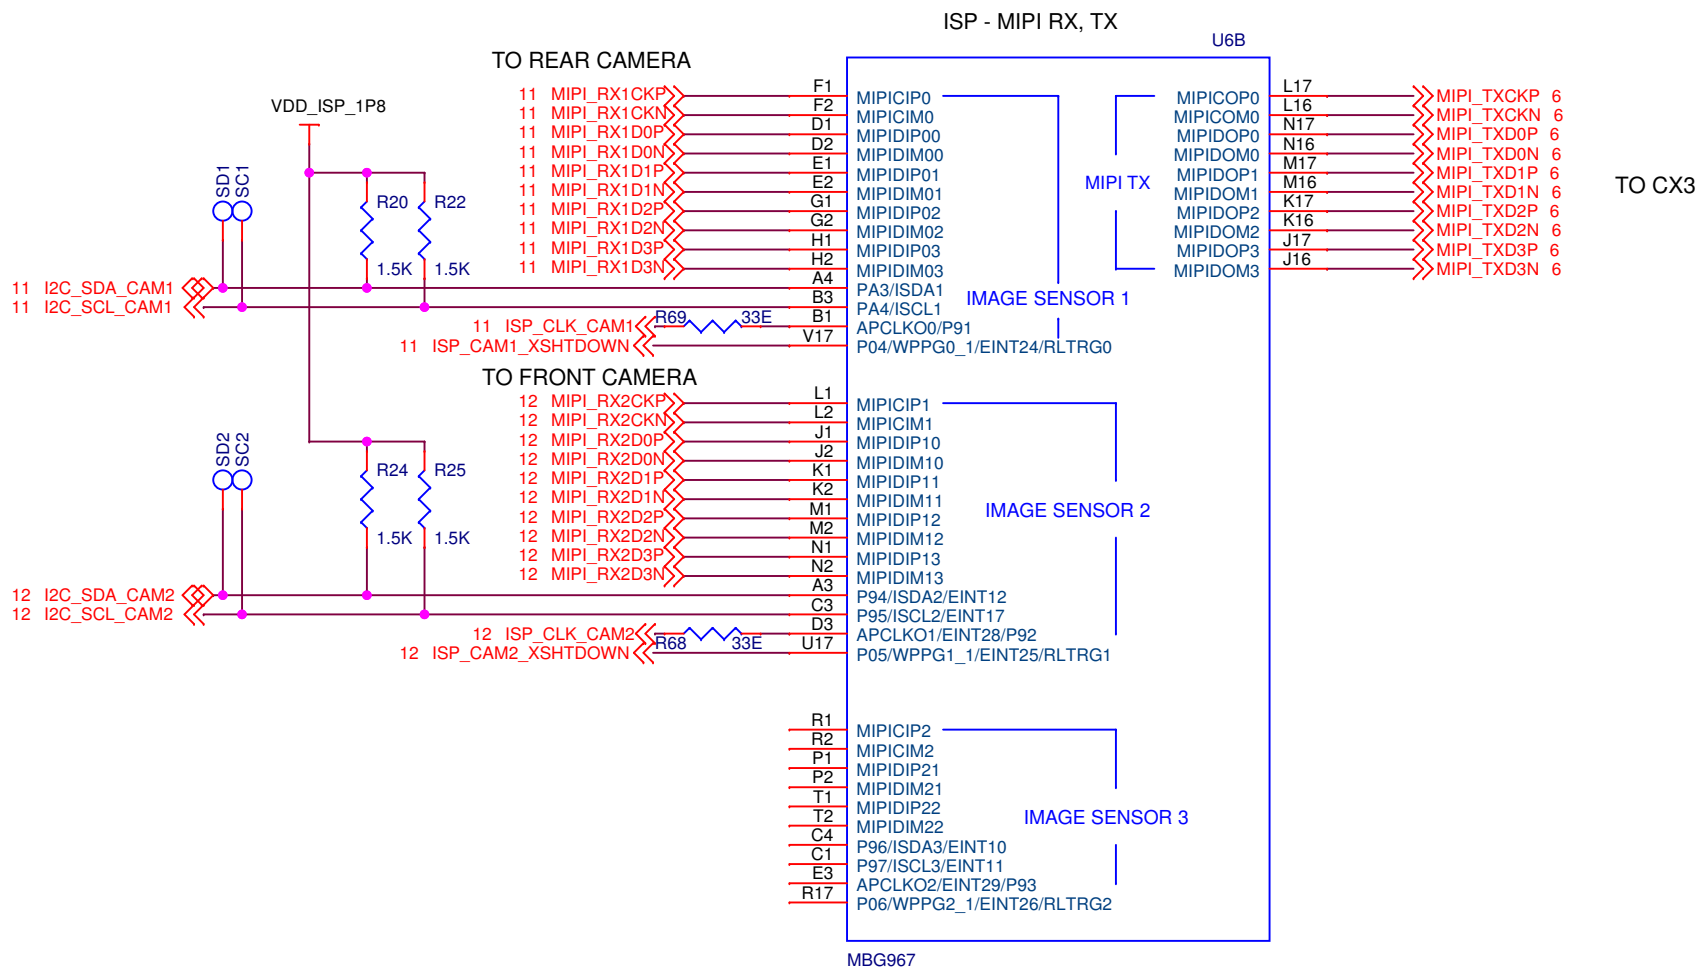 ISP - MIPI RX, TX
U6B
TO REAR CAMERA
VDD_ISP_1P8
11 MIPI_RX1CKP F1 MIPICIP0 MIPICOP0 L17 MIPI_TXCKP 6
11 MIPI_RX1CKN F2 MIPICIM0 MIPICOM0 L16 MIPI_TXCKN 6
11 MIPI_RX1D0P D1 MIPIDIP00 MIPIDOP0 N17 MIPI_TXD0P 6
11 MIPI_RX1D0N D2 MIPIDIM00 MIPIDOM0 N16 MIPI_TXD0N 6
11 MIPI_RX1D1P E1 MIPIDIP01 MIPIDOP1 M17 MIPI_TXD1P 6
MIPI TX
TO CX3
SD1 SC1
11 MIPI_RX1D1N E2 MIPIDIM01 MIPIDOM1 M16 MIPI_TXD1N 6
R20 R22
11 MIPI_RX1D2P G1 MIPIDIP02 MIPIDOP2 K17 MIPI_TXD2P 6
11 MIPI_RX1D2N G2 MIPIDIM02 MIPIDOM2 K16 MIPI_TXD2N 6
11 MIPI_RX1D3P H1 MIPIDIP03 MIPIDOP3 J17 MIPI_TXD3P 6
11 MIPI_RX1D3N H2 MIPIDIM03 MIPIDOM3 J16 MIPI_TXD3N 6
1.5K 1.5K
11 I2C_SDA_CAM1 A4 PA3/ISDA1
IMAGE SENSOR 1
11 I2C_SCL_CAM1 B3 PA4/ISCL1
11 ISP_CLK_CAM1 R69 33E B1 APCLKO0/P91
11 ISP_CAM1_XSHTDOWN V17 P04/WPPG0_1/EINT24/RLTRG0
TO FRONT CAMERA
12 MIPI_RX2CKP L1 MIPICIP1
12 MIPI_RX2CKN L2 MIPICIM1
12 MIPI_RX2D0P J1 MIPIDIP10
SD2 SC2
12 MIPI_RX2D0N J2 MIPIDIM10
R24 R25
12 MIPI_RX2D1P K1 MIPIDIP11
12 MIPI_RX2D1N K2 MIPIDIM11
IMAGE SENSOR 2
12 MIPI_RX2D2P M1 MIPIDIP12
12 MIPI_RX2D2N M2 MIPIDIM12
1.5K 1.5K
12 MIPI_RX2D3P N1 MIPIDIP13
12 MIPI_RX2D3N N2 MIPIDIM13
12 I2C_SDA_CAM2 A3 P94/ISDA2/EINT12
12 I2C_SCL_CAM2 C3 P95/ISCL2/EINT17
12 ISP_CLK_CAM2 R68 33E D3 APCLKO1/EINT28/P92
12 ISP_CAM2_XSHTDOWN U17 P05/WPPG1_1/EINT25/RLTRG1
R1 MIPICIP2
R2 MIPICIM2
P1 MIPIDIP21
P2 MIPIDIM21
T1 MIPIDIP22
IMAGE SENSOR 3
T2 MIPIDIM22
C4 P96/ISDA3/EINT10
C1 P97/ISCL3/EINT11
E3 APCLKO2/EINT29/P93
R17 P06/WPPG2_1/EINT26/RLTRG2
MBG967